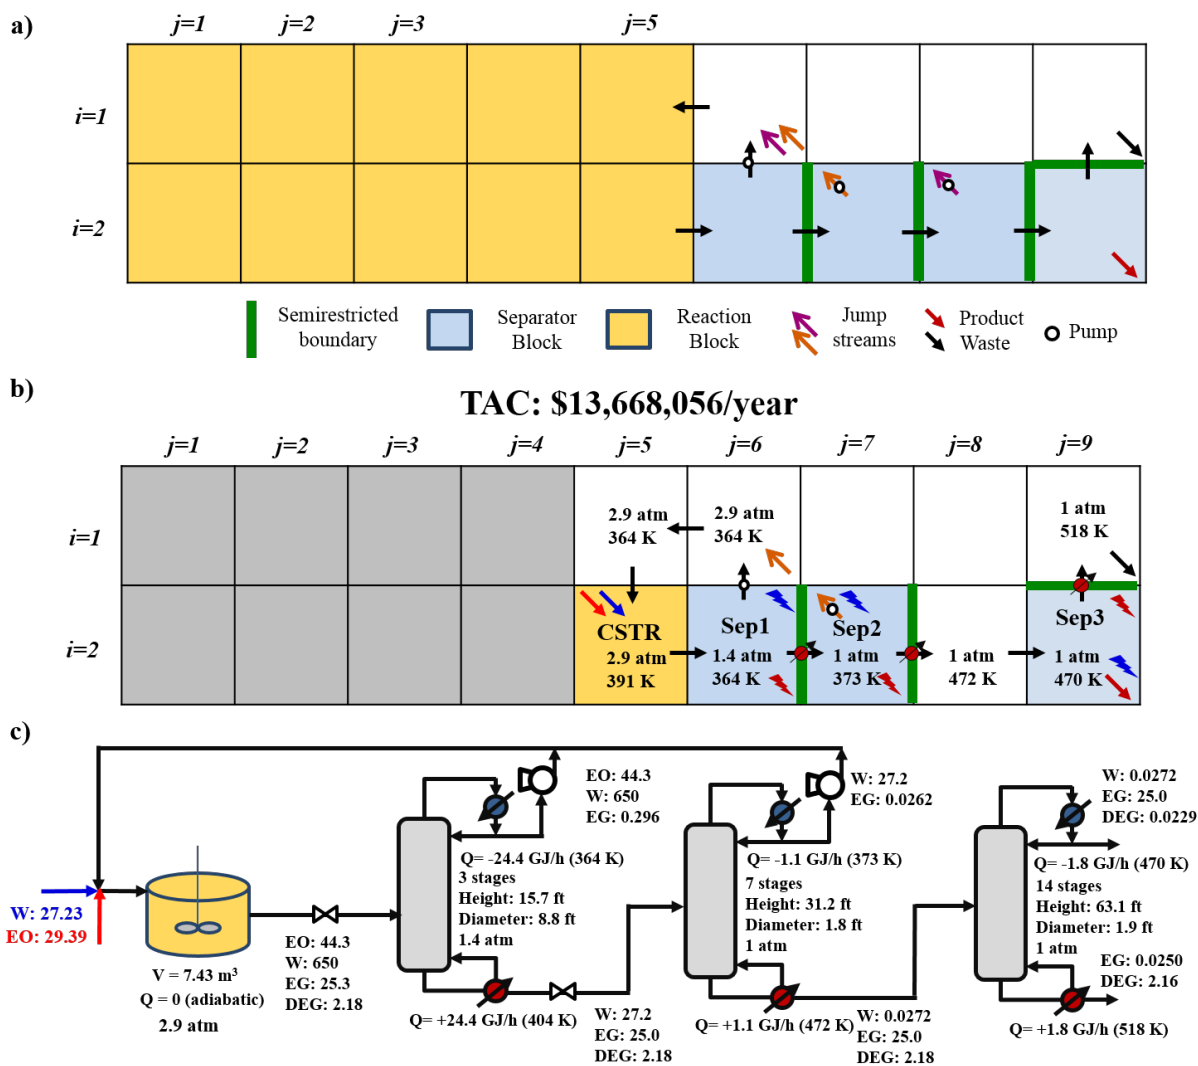 a)
j=1 j=2 j=3 j=5
i=1
i=2
Semirestricted
boundary
Separator
Block
Reaction
Block
Jump
streams
Product
Waste
Pump
b)
TAC: $13,668,056/year
j=1 j=2 j=3 j=4 j=5 j=6 j=7 j=8 j=9
i=1
2.9 atm
364 K
2.9 atm
364 K
1 atm
518 K
i=2
CSTR
2.9 atm
391 K
Sep1
1.4 atm
364 K
Sep2
1 atm
373 K
1 atm
472 K
Sep3
1 atm
470 K
c)
W: 27.23
EO: 29.39
V = 7.43 m³
Q = 0 (adiabatic)
2.9 atm
EO: 44.3
W: 650
EG: 25.3
DEG: 2.18
EO: 44.3
W: 650
EG: 0.296
Q= -24.4 GJ/h (364 K)
3 stages
Height: 15.7 ft
Diameter: 8.8 ft
1.4 atm
Q= +24.4 GJ/h (404 K)
W: 27.2
EG: 25.0
DEG: 2.18
W: 27.2
EG: 0.0262
Q= -1.1 GJ/h (373 K)
7 stages
Height: 31.2 ft
Diameter: 1.8 ft
1 atm
Q= +1.1 GJ/h (472 K)
W: 0.0272
EG: 25.0
DEG: 2.18
W: 0.0272
EG: 25.0
DEG: 0.0229
Q= -1.8 GJ/h (470 K)
14 stages
Height: 63.1 ft
Diameter: 1.9 ft
1 atm
EG: 0.0250
DEG: 2.16
Q= +1.8 GJ/h (518 K)